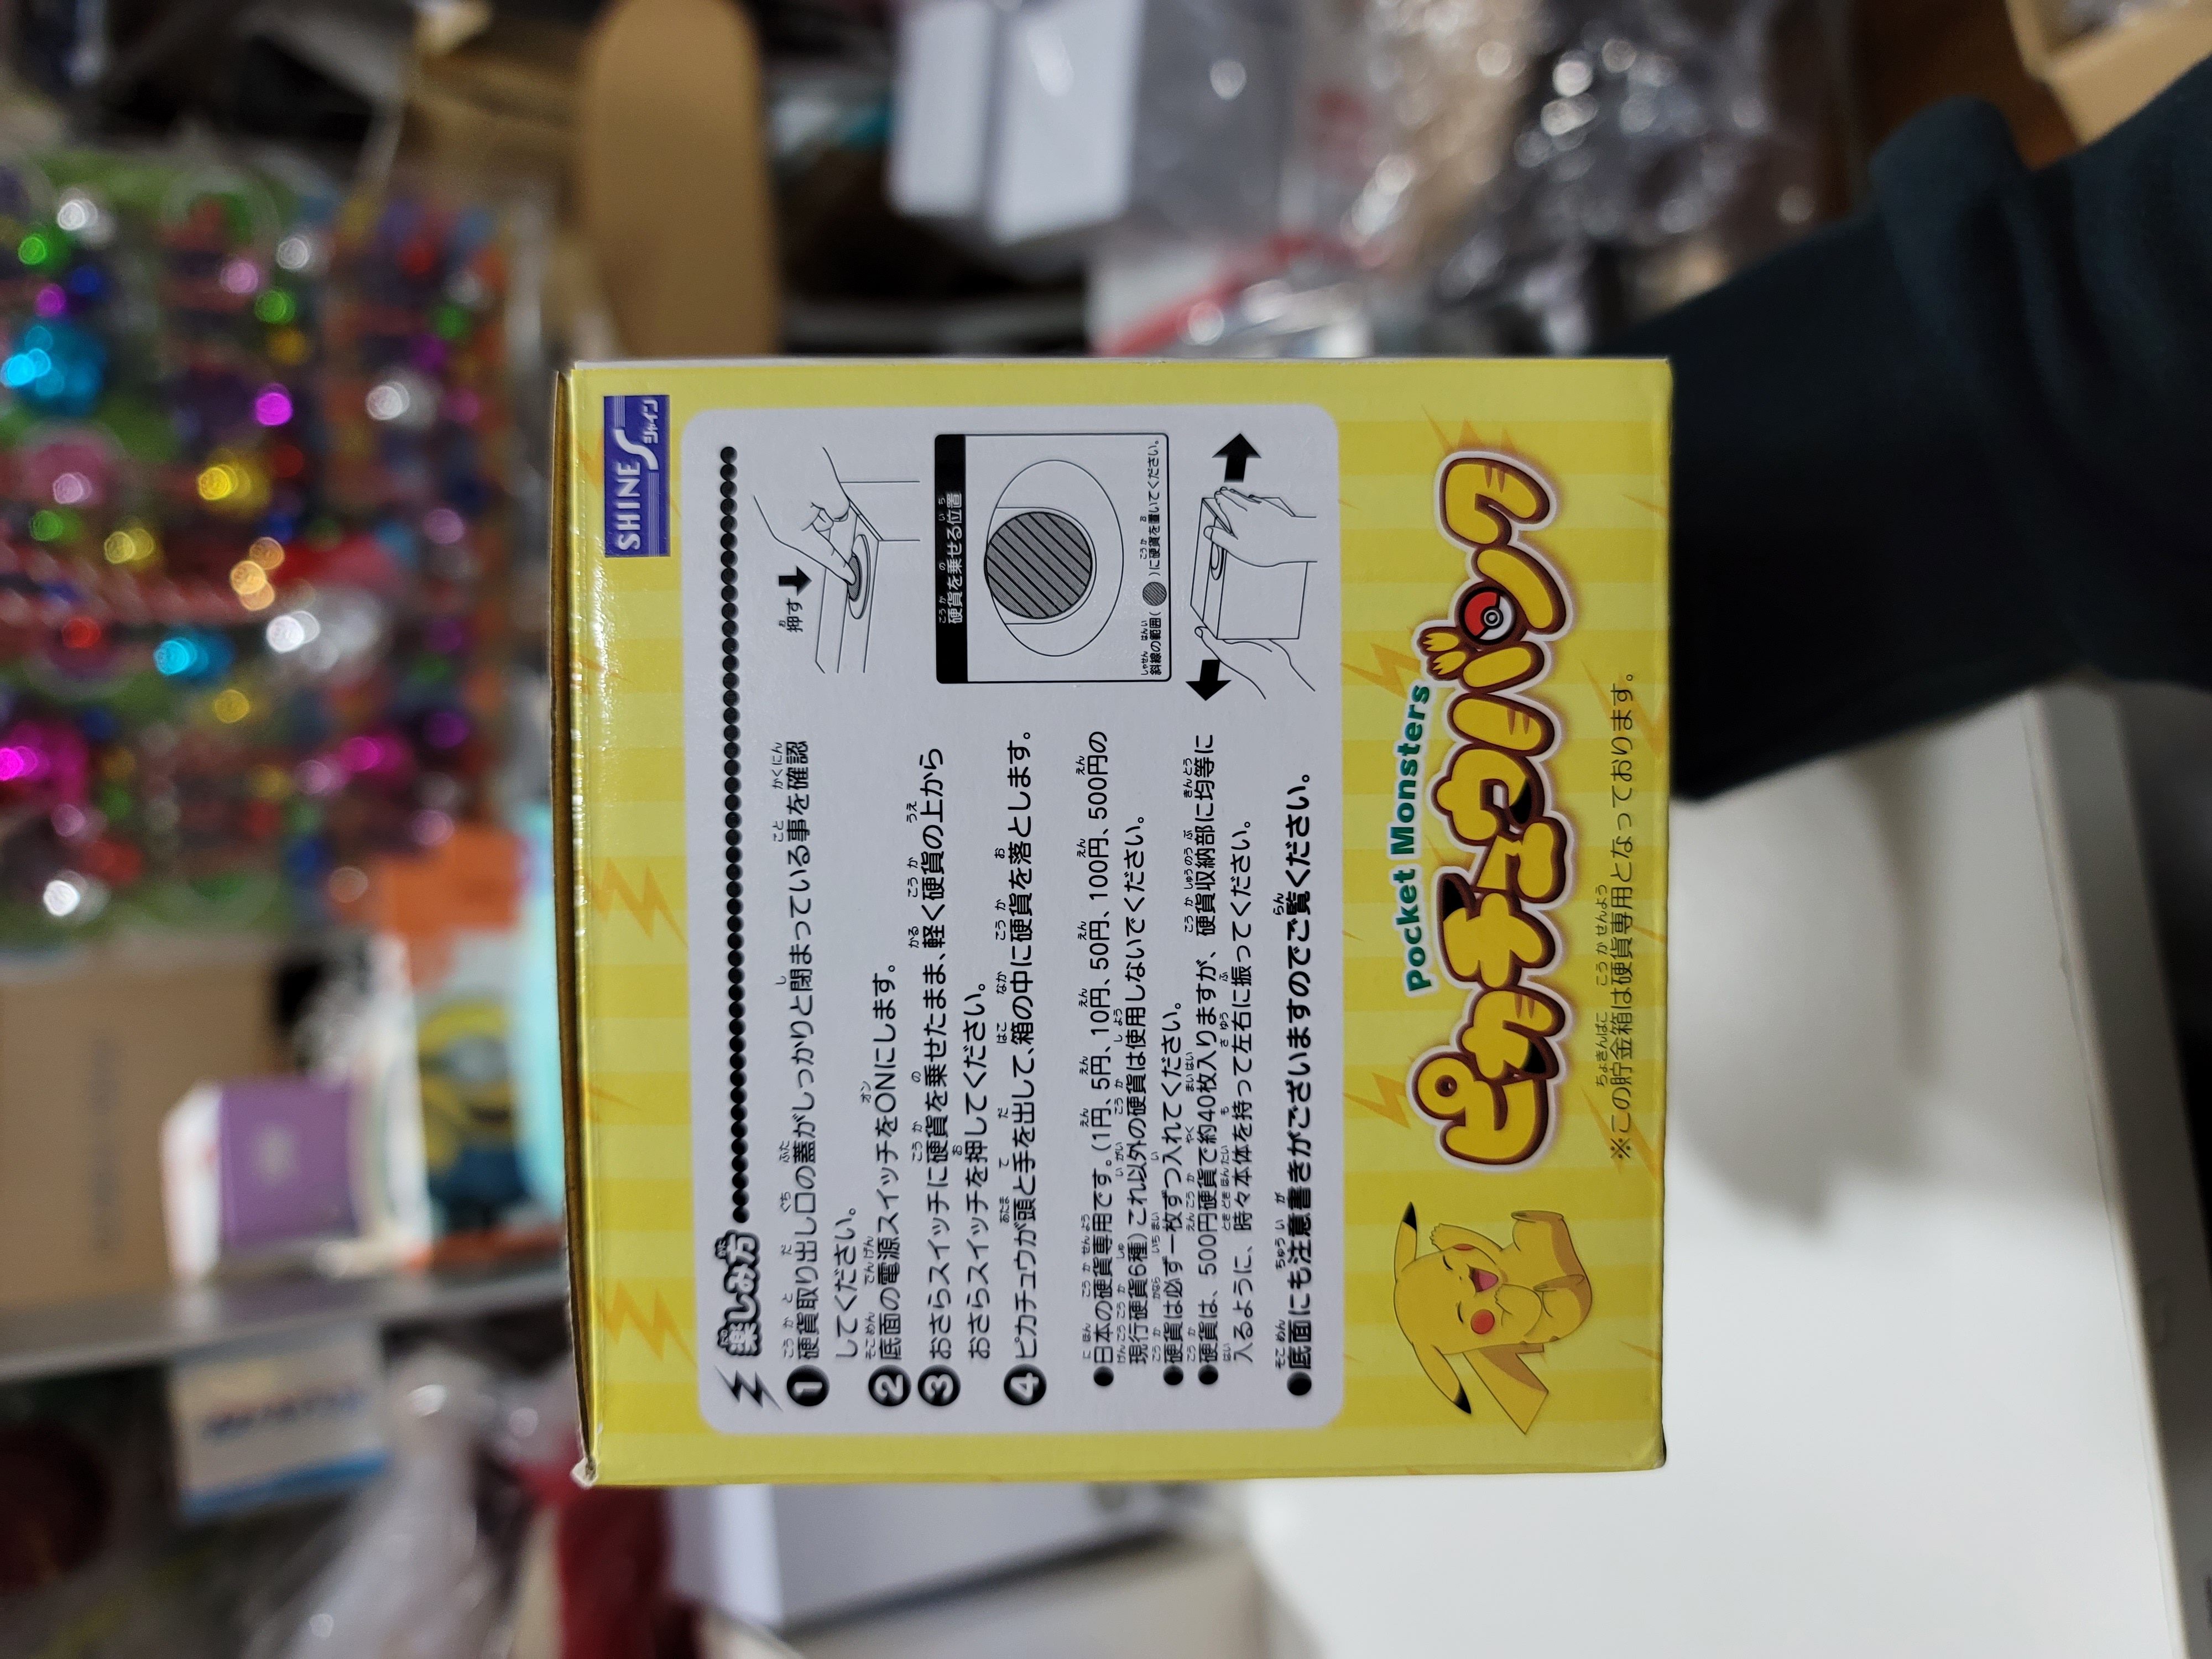 SHINE
シャイン
楽しみ方
❶硬貨取り出し口の蓋がしっかりと閉まっている事を確認
してください。
❷底面の電源スイッチをONにします。
❸おさらスイッチに硬貨を乗せたまま、軽く硬貨の上から
おさらスイッチを押してください。
❹ピカチュウが頭と手を出して、箱の中に硬貨を落とします。
●日本の硬貨専用です。(1円、5円、10円、50円、100円、500円の
現行硬貨6種)これ以外の硬貨は使用しないでください。
●硬貨は必ず一枚ずつ入れてください。
●硬貨は、500円硬貨で約40枚入りますが、硬貨収納部に均等に
入るように、時々本体を持って左右に振ってください。
●底面にも注意書きがございますのでご覧ください。
押す
硬貨を乗せる位置
斜線の範囲( )に硬貨を置いてください。
Pocket Monsters
ピカチュウバンク
※この貯金箱は硬貨専用となっております。